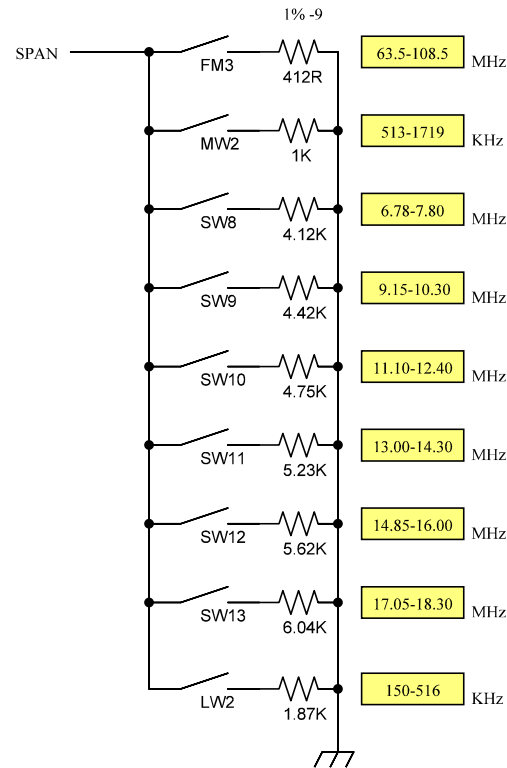 1% -9
SPAN
FM3
412R
63.5-108.5
MHz
MW2
1K
513-1719
KHz
SW8
4.12K
6.78-7.80
MHz
SW9
4.42K
9.15-10.30
MHz
SW10
4.75K
11.10-12.40
MHz
SW11
5.23K
13.00-14.30
MHz
SW12
5.62K
14.85-16.00
MHz
SW13
6.04K
17.05-18.30
MHz
LW2
1.87K
150-516
KHz